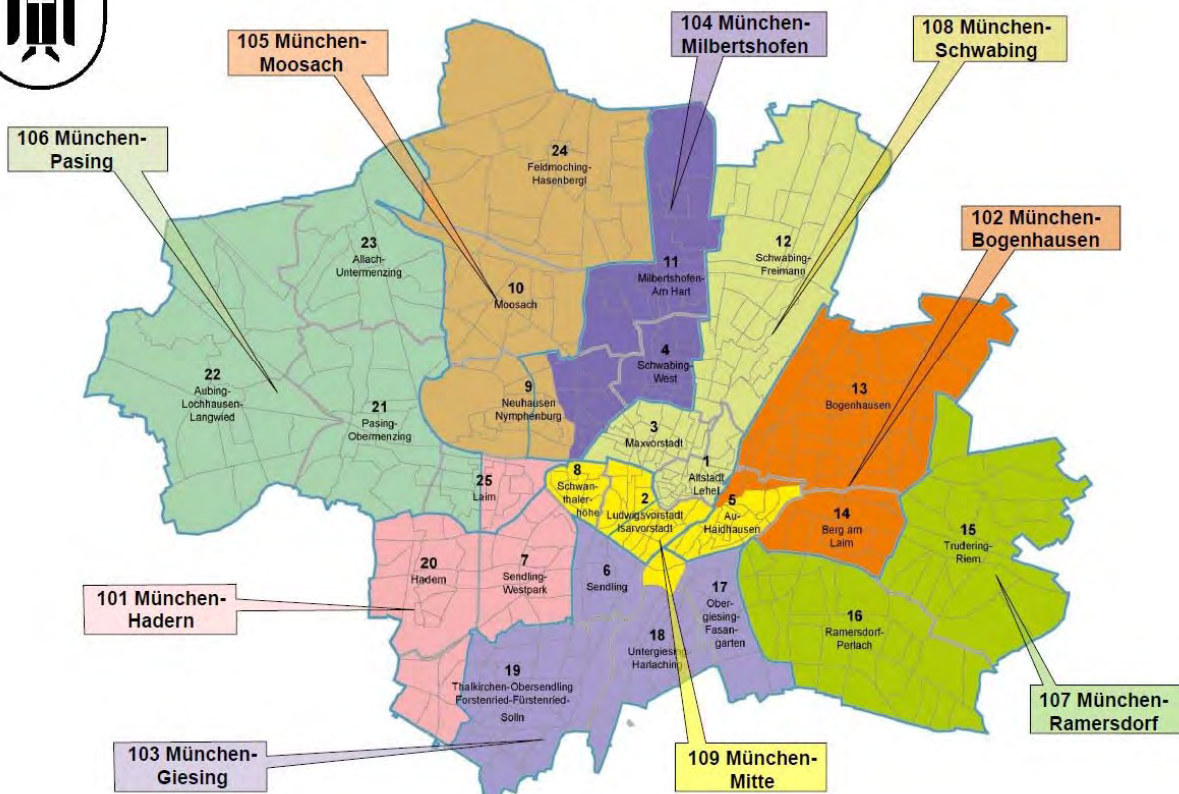 104 München-
Milbertshofen
108 München-
Schwabing
105 München-
Moosach
106 München-
Pasing
24
Feldmoching-
Hasenbergl
102 München-
Bogenhausen
23
Allach-
Untermenzing
12
Schwabing-
Freimann
11
Milbertshofen-
Am Hart
10
Moosach
4
Schwabing-
West
22
Aubing-
Lochhausen-
Langwied
13
Bogenhausen
9
Neuhausen
Nymphenburg
21
Pasing-
Obermenzing
3
Maxvorstadt
1
Altstadt
Lehel
8
Schwan-
thaler-
höhe
25
Laim
2
Ludwigsvorstadt
Isarvorstadt
5
Au-
Haidhausen
14
Berg am
Laim
15
Trudering-
Riem
20
Hadern
7
Sendling-
Westpark
6
Sendling
17
Ober-
giesing-
Fasan-
garten
16
Ramersdorf-
Perlach
101 München-
Hadern
18
Untergiesing
Harlaching
19
Thalkirchen-Obersendling
Forstenried-Fürstenried-
Solln
107 München-
Ramersdorf
103 München-
Giesing
109 München-
Mitte